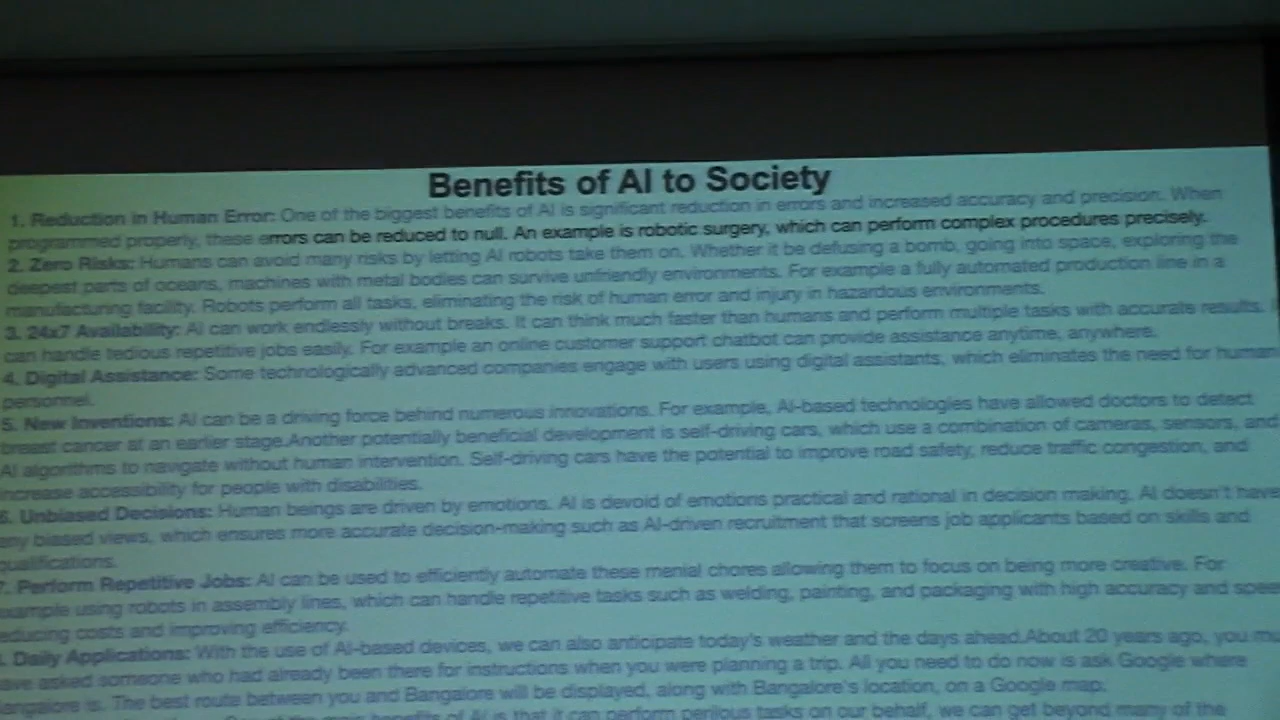 Benefits of AI to Society
1. Reduction in Human Error: One of the biggest benefits of AI is significant reduction in errors and increased accuracy and precision. When
programmed properly, these errors can be reduced to null. An example is robotic surgery, which can perform complex procedures precisely.
2. Zero Risks: Humans can avoid many risks by letting AI robots take them on. Whether it be defusing a bomb, going into space, exploring the
deepest parts of oceans, machines with metal bodies can survive unfriendly environments. For example a fully automated production line in a
manufacturing facility. Robots perform all tasks, eliminating the risk of human error and injury in hazardous environments.
3. 24x7 Availability: AI can work endlessly without breaks. It can think much faster than humans and perform multiple tasks with accurate results.
can handle tedious repetitive jobs easily. For example an online customer support chatbot can provide assistance anytime, anywhere.
4. Digital Assistance: Some technologically advanced companies engage with users using digital assistants, which eliminates the need for human
personnel.
5. New Inventions: AI can be a driving force behind numerous innovations. For example, AI-based technologies have allowed doctors to detect
breast cancer at an earlier stage.Another potentially beneficial development is self-driving cars, which use a combination of cameras, sensors, and
AI algorithms to navigate without human intervention. Self-driving cars have the potential to improve road safety, reduce traffic congestion, and
increase accessibility for people with disabilities.
6. Unbiased Decisions: Human beings are driven by emotions. AI is devoid of emotions practical and rational in decision making. AI doesn't have
any biased views, which ensures more accurate decision-making such as AI-driven recruitment that screens job applicants based on skills and
qualifications.
7. Perform Repetitive Jobs: AI can be used to efficiently automate these menial chores allowing them to focus on being more creative. For
example using robots in assembly lines, which can handle repetitive tasks such as welding, painting, and packaging with high accuracy and spee
educing costs and improving efficiency.
Daily Applications: With the use of AI-based devices, we can also anticipate today's weather and the days ahead.About 20 years ago, you mu
ave asked someone who had already been there for instructions when you were planning a trip. All you need to do now is ask Google where
angalore is. The best route between you and Bangalore will be displayed, along with Bangalore's location, on a Google map.
One of the main benefits of AI is that it can perform perilous tasks on our behalf, we can get beyond many of the